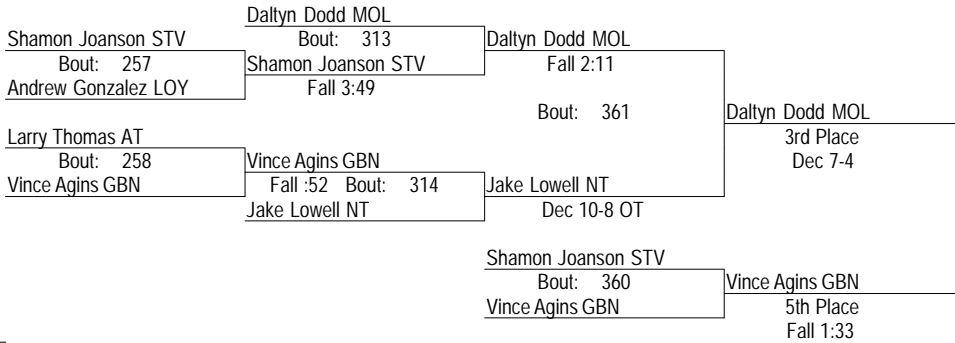 Daltyn Dodd MOL
Shamon Joanson STV
Bout: 313
Daltyn Dodd MOL
Bout: 257
Shamon Joanson STV
Fall 2:11
Andrew Gonzalez LOY
Fall 3:49
Bout: 361
Daltyn Dodd MOL
Larry Thomas AT
3rd Place
Bout: 258
Vince Agins GBN
Dec 7-4
Vince Agins GBN
Fall :52 Bout: 314
Jake Lowell NT
Jake Lowell NT
Dec 10-8 OT
Shamon Joanson STV
Bout: 360
Vince Agins GBN
Vince Agins GBN
5th Place
Fall 1:33